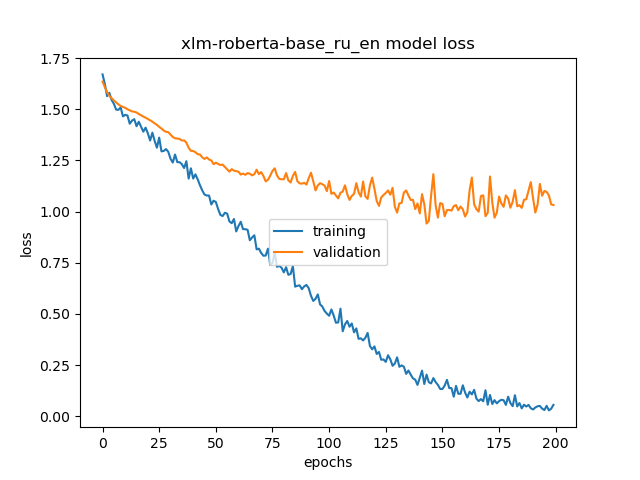 xlm-roberta-base_ru_en model loss
1.75
1.50
1.25
1.00
0.75
0.50
0.25
0.00
loss
training
validation
0 25 50 75 100 125 150 175 200
epochs